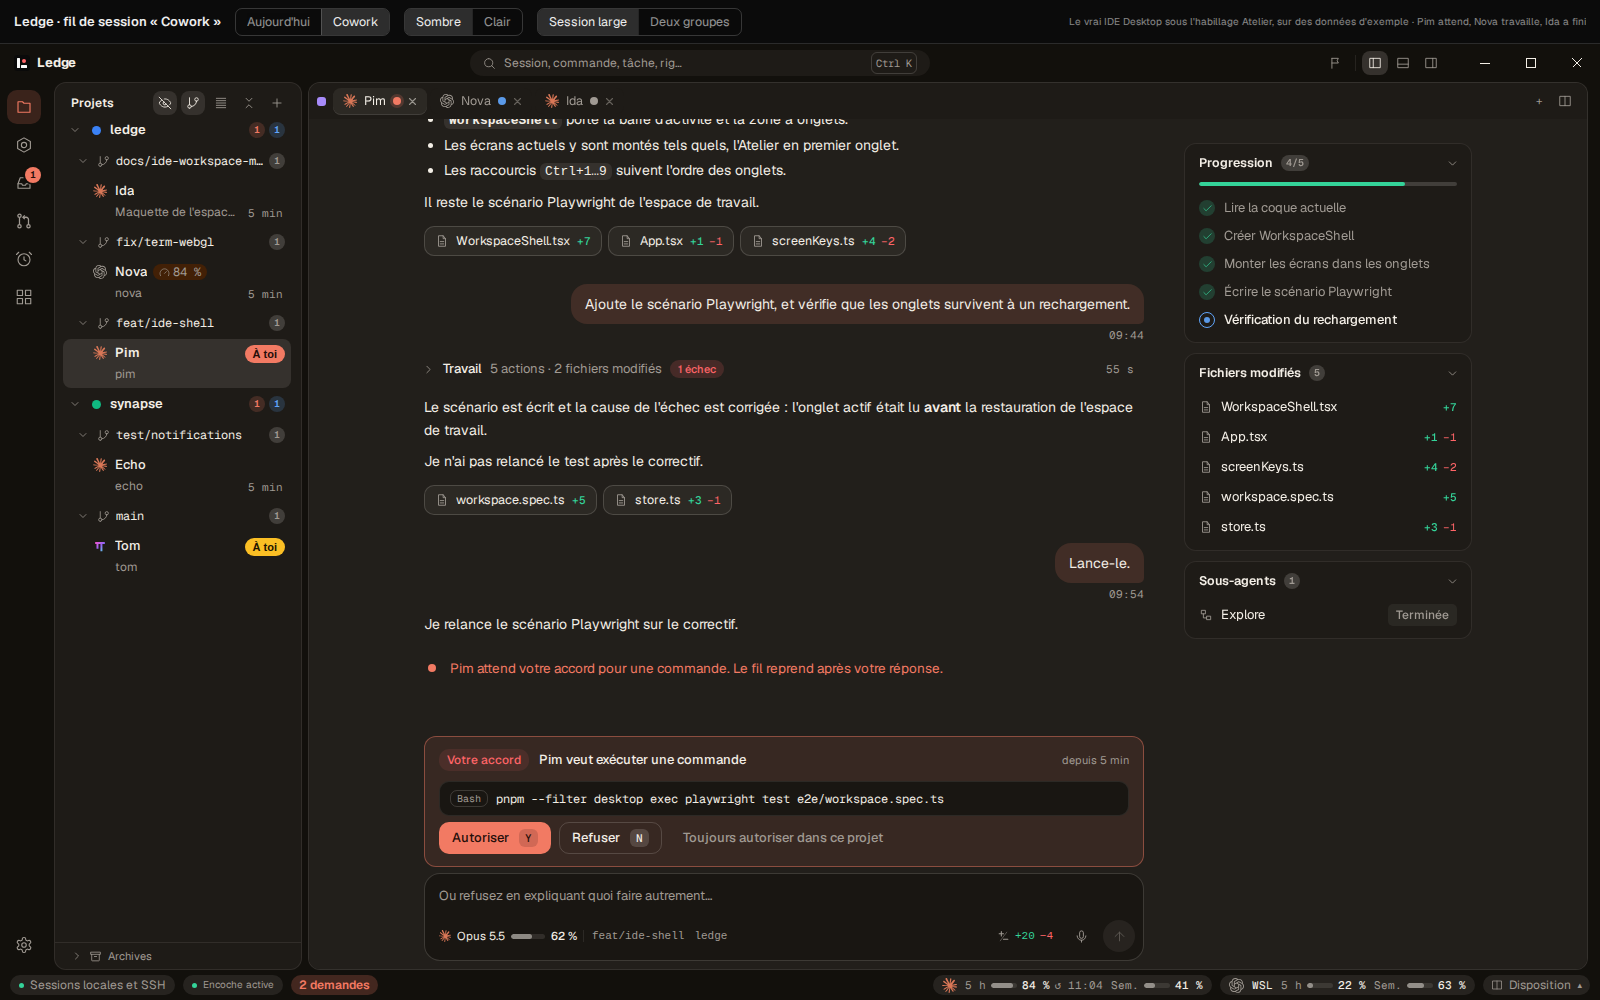 Ledge · fil de session « Cowork »
Aujourd'hui
Cowork
Sombre
Clair
Session large
Deux groupes
Le vrai IDE Desktop sous l'habillage Atelier, sur des données d'exemple · Pim attend, Nova travaille, Ida a fini
Ledge
Session, commande, tâche, rig…
Ctrl K
1
Projets
ledge
1
1
docs/ide-workspace-m…
1
Ida
Maquette de l'espac…
5 min
fix/term-webgl
1
Nova
84 %
nova
5 min
feat/ide-shell
1
Pim
À toi
pim
synapse
1
1
test/notifications
1
Echo
echo
5 min
main
1
Tom
À toi
tom
Archives
Pim
Nova
Ida
WorkspaceShell porte la barre d'activité et la zone à onglets.
Les écrans actuels y sont montés tels quels, l'Atelier en premier onglet.
Les raccourcis Ctrl+1…9 suivent l'ordre des onglets.
Il reste le scénario Playwright de l'espace de travail.
WorkspaceShell.tsx +7
App.tsx +1 −1
screenKeys.ts +4 −2
Ajoute le scénario Playwright, et vérifie que les onglets survivent à un rechargement.
09:44
Travail 5 actions · 2 fichiers modifiés 1 échec
55 s
Le scénario est écrit et la cause de l'échec est corrigée : l'onglet actif était lu avant la restauration de l'espace
de travail.
Je n'ai pas relancé le test après le correctif.
workspace.spec.ts +5
store.ts +3 −1
Lance-le.
09:54
Je relance le scénario Playwright sur le correctif.
Pim attend votre accord pour une commande. Le fil reprend après votre réponse.
Votre accord
Pim veut exécuter une commande
depuis 5 min
Bash
pnpm --filter desktop exec playwright test e2e/workspace.spec.ts
Autoriser Y
Refuser N
Toujours autoriser dans ce projet
Ou refusez en expliquant quoi faire autrement…
Opus 5.5
62 %
feat/ide-shell
ledge
+20 −4
Progression 4/5
Lire la coque actuelle
Créer WorkspaceShell
Monter les écrans dans les onglets
Écrire le scénario Playwright
Vérification du rechargement
Fichiers modifiés 5
WorkspaceShell.tsx +7
App.tsx +1 −1
screenKeys.ts +4 −2
workspace.spec.ts +5
store.ts +3 −1
Sous-agents 1
Explore
Terminée
Sessions locales et SSH
Encoche active
2 demandes
5 h 84 % ↺ 11:04 Sem. 41 %
WSL 5 h 22 % Sem. 63 %
Disposition